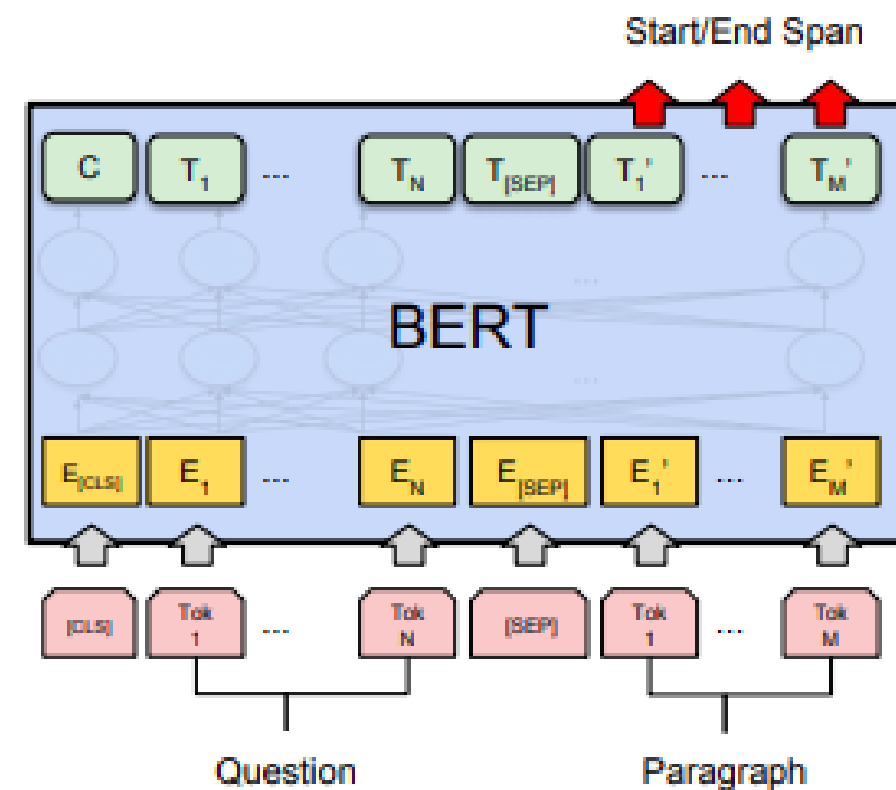 Start/End Span
C T1 ... TN T[SEP] T1' ... TM'
...
BERT
...
E[CLS] E1 ... EN E[SEP] E1' ... EM'
[CLS] Tok 1 ... Tok N [SEP] Tok 1 ... Tok M
Question Paragraph